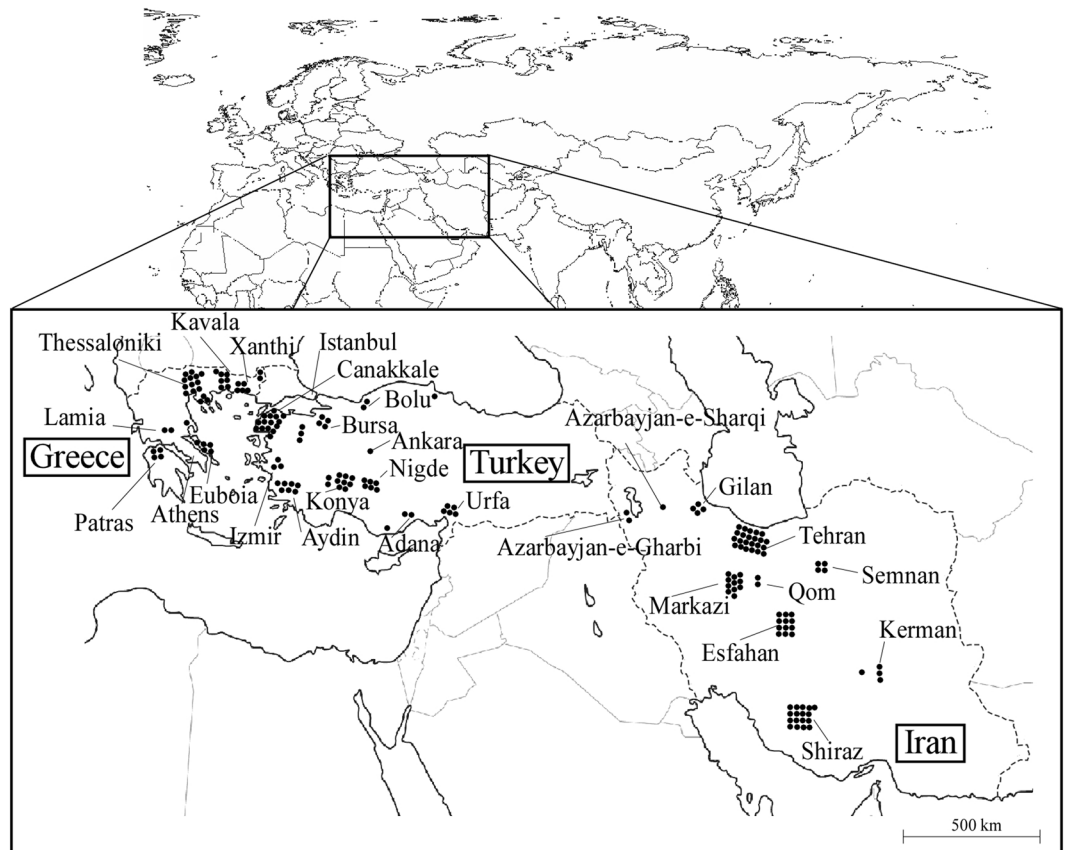 Kavala
Thessaloniki
Xanthi
Istanbul
Canakkale
Bolu
Azarbayjan-e-Sharqi
Lamia
Bursa
Ankara
Greece
Turkey
Nigde
Gilan
Euboia
Konya
Urfa
Patras
Athens
Izmir
Aydin
Adana
Azarbayjan-e-Gharbi
Tehran
Semnan
Markazi
Qom
Esfahan
Kerman
Shiraz
Iran
500 km